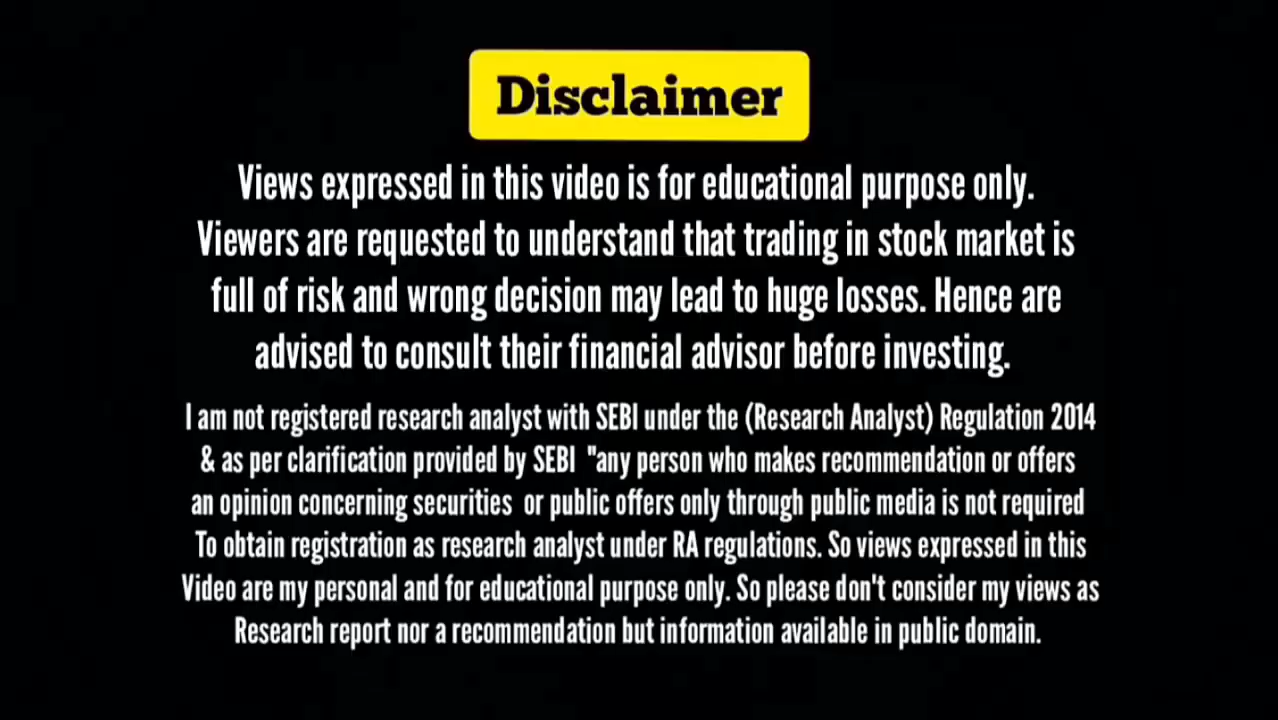 Disclaimer
Views expressed in this video is for educational purpose only.
Viewers are requested to understand that trading in stock market is
full of risk and wrong decision may lead to huge losses. Hence are
advised to consult their financial advisor before investing.
I am not registered research analyst with SEBI under the (Research Analyst) Regulation 2014
& as per clarification provided by SEBI "any person who makes recommendation or offers
an opinion concerning securities or public offers only through public media is not required
To obtain registration as research analyst under RA regulations. So views expressed in this
Video are my personal and for educational purpose only. So please don't consider my views as
Research report nor a recommendation but information available in public domain.